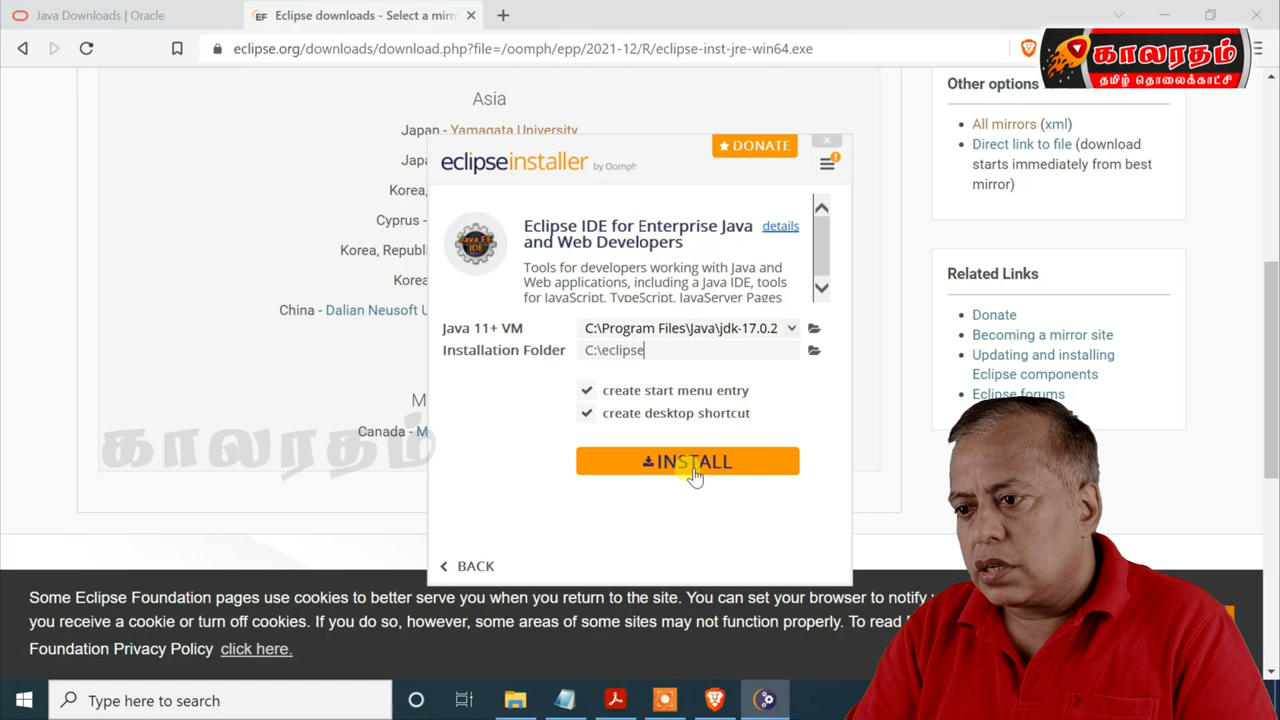 Java Downloads | Oracle
Eclipse downloads - Select a mirr
eclipse.org/downloads/download.php?file=/oomph/epp/2021-12/R/eclipse-inst-jre-win64.exe
காலரதம்
தமிழ் தொலைக்காட்சி
Asia
Japan - Yamagata University
Japa
Korea,
Cyprus -
Korea, Republi
Korea
China - Dalian Neusoft U
M
Canada - M
காலரதம்
DONATE
eclipseinstaller by Oomph
Eclipse IDE for Enterprise Java
and Web Developers
details
Tools for developers working with Java and
Web applications, including a Java IDE, tools
for JavaScript, TypeScript, JavaServer Pages
Java 11+ VM C:\Program Files\Java\jdk-17.0.2
Installation Folder C:\eclipse
create start menu entry
create desktop shortcut
INSTALL
BACK
Other options
All mirrors (xml)
Direct link to file (download
starts immediately from best
mirror)
Related Links
Donate
Becoming a mirror site
Updating and installing
Eclipse components
Eclipse forums
Some Eclipse Foundation pages use cookies to better serve you when you return to the site. You can set your browser to notify
you receive a cookie or turn off cookies. If you do so, however, some areas of some sites may not function properly. To read
Foundation Privacy Policy click here.
Type here to search